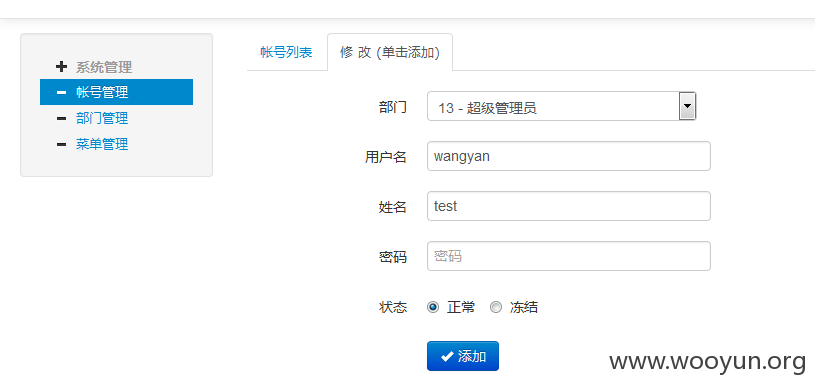 系统管理
帐号管理
部门管理
菜单管理
帐号列表
修 改 (单击添加)
部门
13 - 超级管理员
用户名
wangyan
姓名
test
密码
密码
状态
正常
冻结
添加
www.wooyun.org